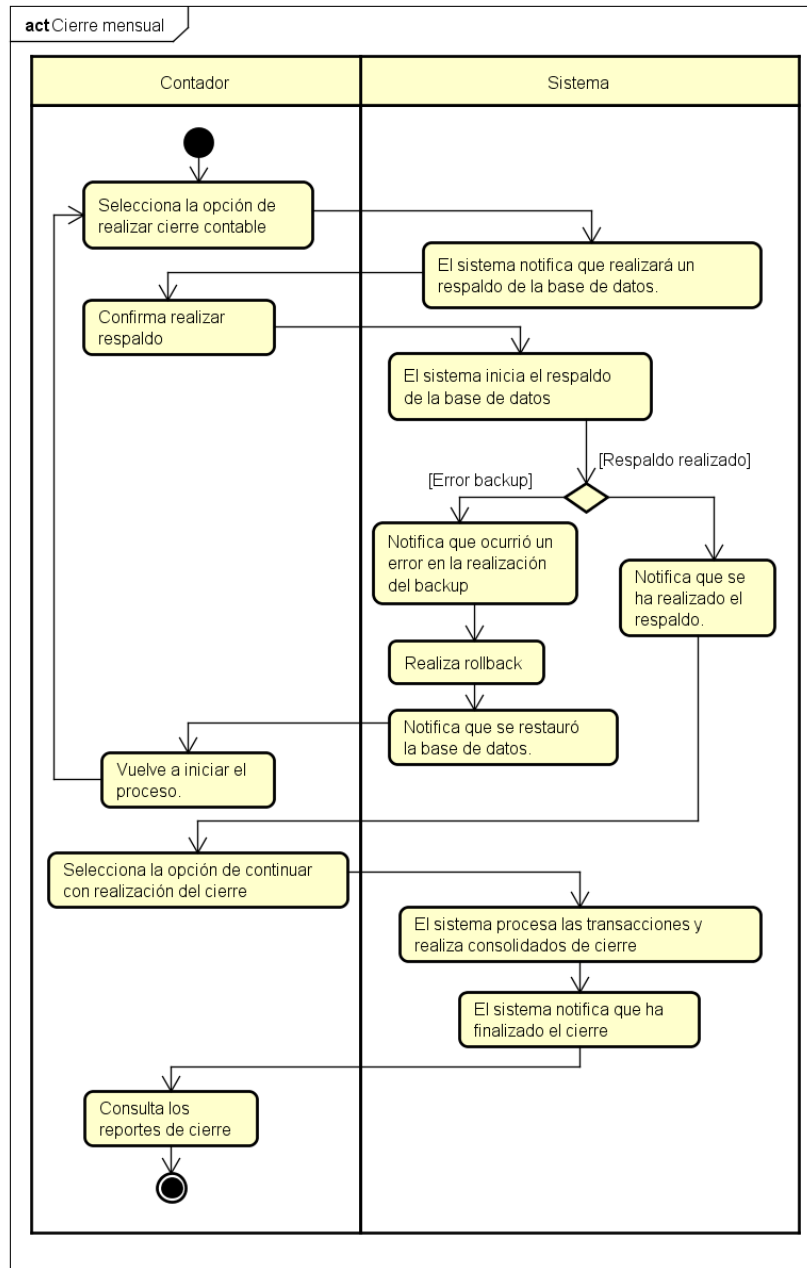 act Cierre mensual
Contador
Sistema
Selecciona la opción de
realizar cierre contable
El sistema notifica que realizará un
respaldo de la base de datos.
Confirma realizar
respaldo
El sistema inicia el respaldo
de la base de datos
[Respaldo realizado]
[Error backup]
Notifica que ocurrió un
error en la realización
del backup
Notifica que se
ha realizado el
respaldo.
Realiza rollback
Notifica que se restauró
la base de datos.
Vuelve a iniciar el
proceso.
Selecciona la opción de continuar
con realización del cierre
El sistema procesa las transacciones y
realiza consolidados de cierre
El sistema notifica que ha
finalizado el cierre
Consulta los
reportes de cierre